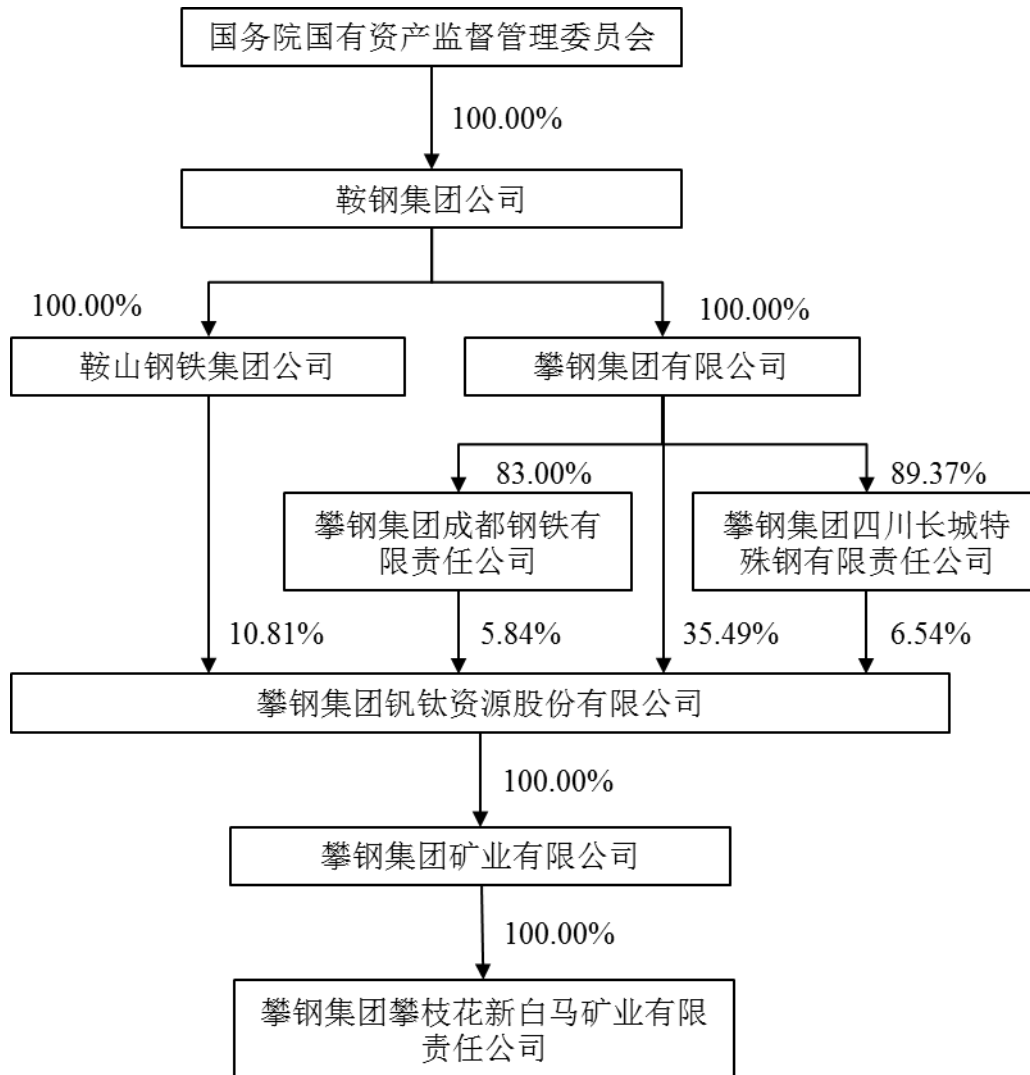 国务院国有资产监督管理委员会
100.00%
鞍钢集团公司
100.00%
100.00%
鞍山钢铁集团公司
攀钢集团有限公司
83.00%
89.37%
攀钢集团成都钢铁有
限责任公司
攀钢集团四川长城特
殊钢有限责任公司
10.81%
5.84%
35.49%
6.54%
攀钢集团钒钛资源股份有限公司
100.00%
攀钢集团矿业有限公司
100.00%
攀钢集团攀枝花新白马矿业有限
责任公司